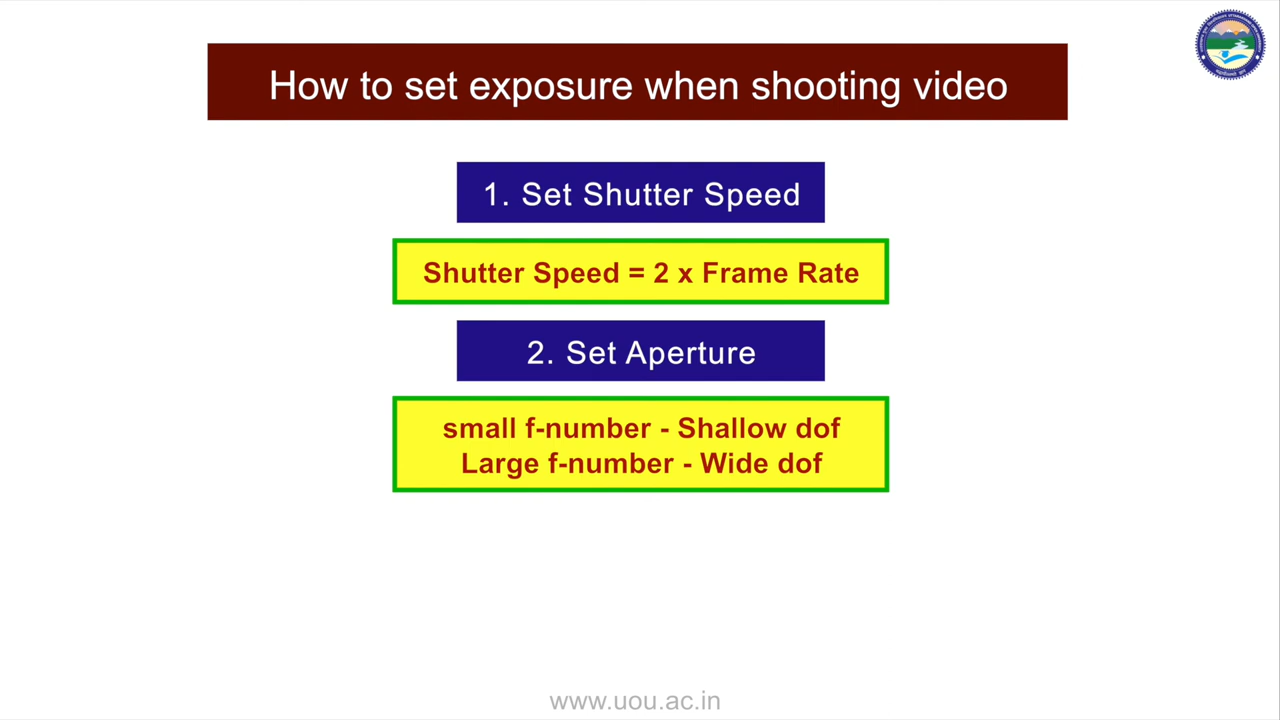 How to set exposure when shooting video
1. Set Shutter Speed
Shutter Speed = 2 x Frame Rate
2. Set Aperture
small f-number - Shallow dof
Large f-number - Wide dof
www.uou.ac.in